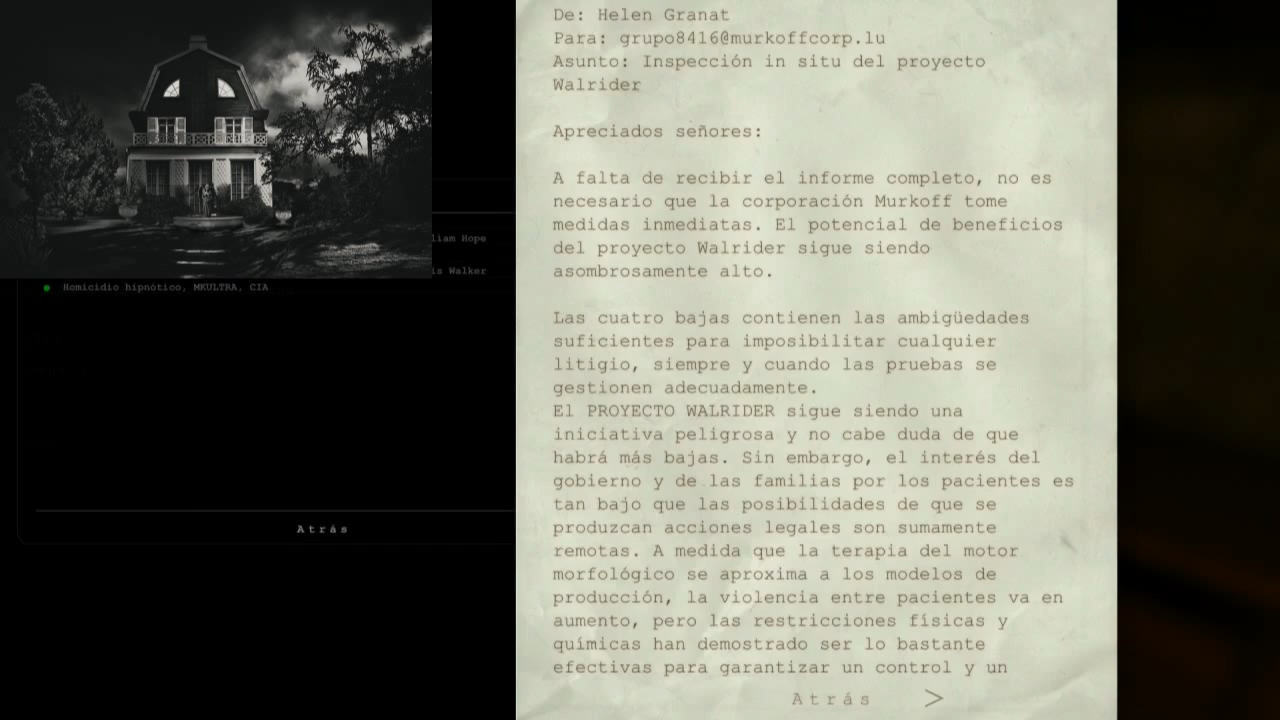 liam Hope
is Walker
Homicidio hipnótico, MKULTRA, CIA
Atrás
De: Helen Granat
Para: grupo8416@murkoffcorp.lu
Asunto: Inspección in situ del proyecto
Walrider
Apreciados señores:
A falta de recibir el informe completo, no es
necesario que la corporación Murkoff tome
medidas inmediatas. El potencial de beneficios
del proyecto Walrider sigue siendo
asombrosamente alto.
Las cuatro bajas contienen las ambigüedades
suficientes para imposibilitar cualquier
litigio, siempre y cuando las pruebas se
gestionen adecuadamente.
El PROYECTO WALRIDER sigue siendo una
iniciativa peligrosa y no cabe duda de que
habrá más bajas. Sin embargo, el interés del
gobierno y de las familias por los pacientes es
tan bajo que las posibilidades de que se
produzcan acciones legales son sumamente
remotas. A medida que la terapia del motor
morfológico se aproxima a los modelos de
producción, la violencia entre pacientes va en
aumento, pero las restricciones físicas y
químicas han demostrado ser lo bastante
efectivas para garantizar un control y un
Atrás >